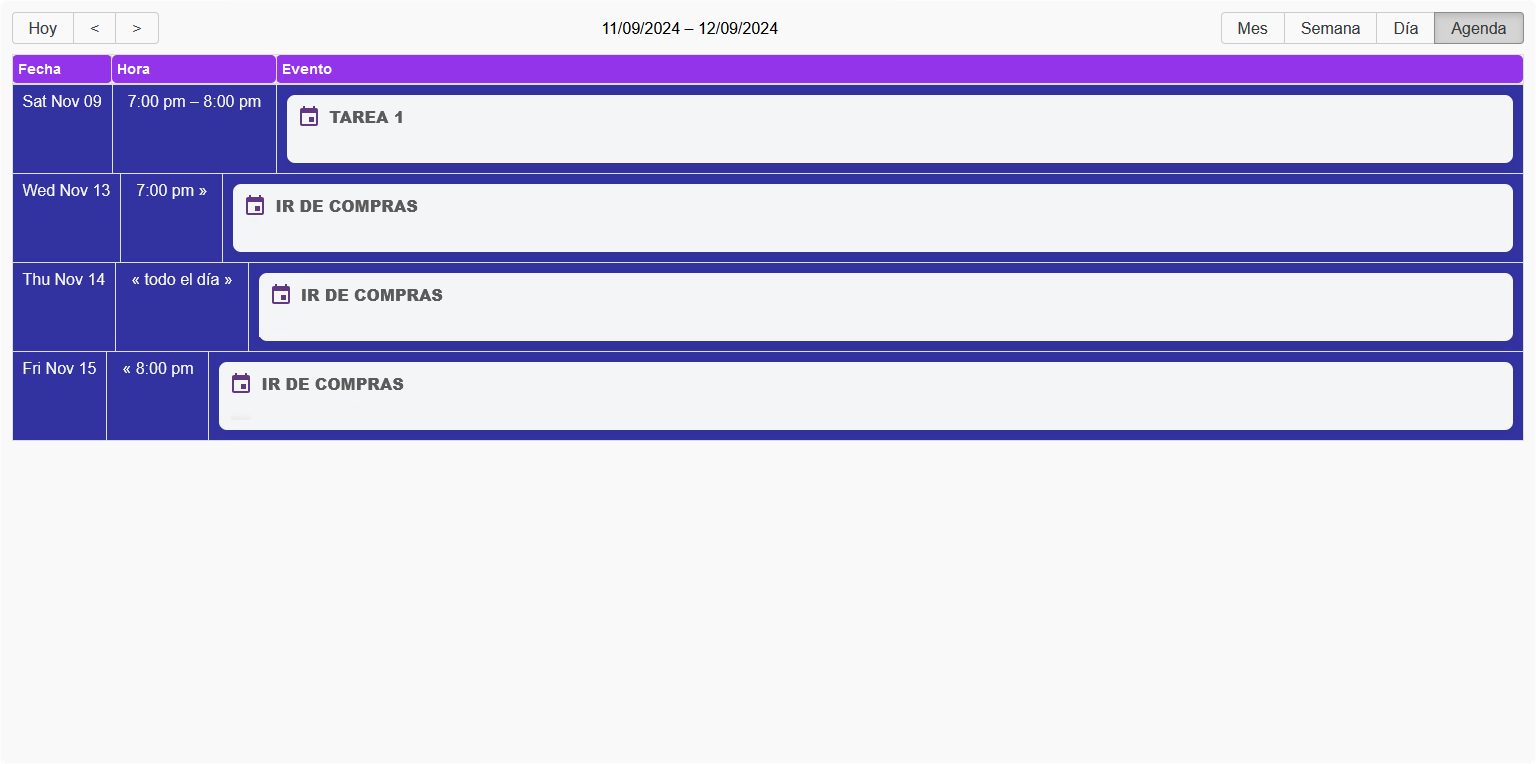 Hoy < > 11/09/2024 – 12/09/2024 Mes Semana Día Agenda
Fecha Hora Evento
Sat Nov 09 7:00 pm – 8:00 pm TAREA 1
Wed Nov 13 7:00 pm » IR DE COMPRAS
Thu Nov 14 « todo el día » IR DE COMPRAS
Fri Nov 15 « 8:00 pm IR DE COMPRAS